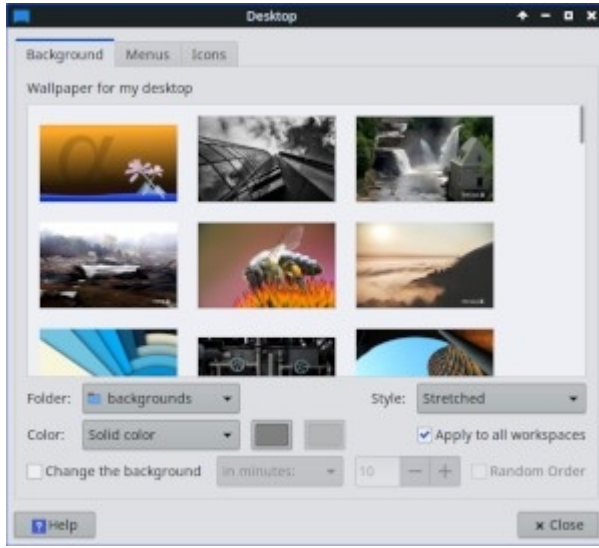 Desktop
Background Menus Icons
Wallpaper for my desktop
α
Folder: backgrounds Style: Stretched
Color: Solid color Apply to all workspaces
Change the background in minutes: 10 Random Order
Help Close